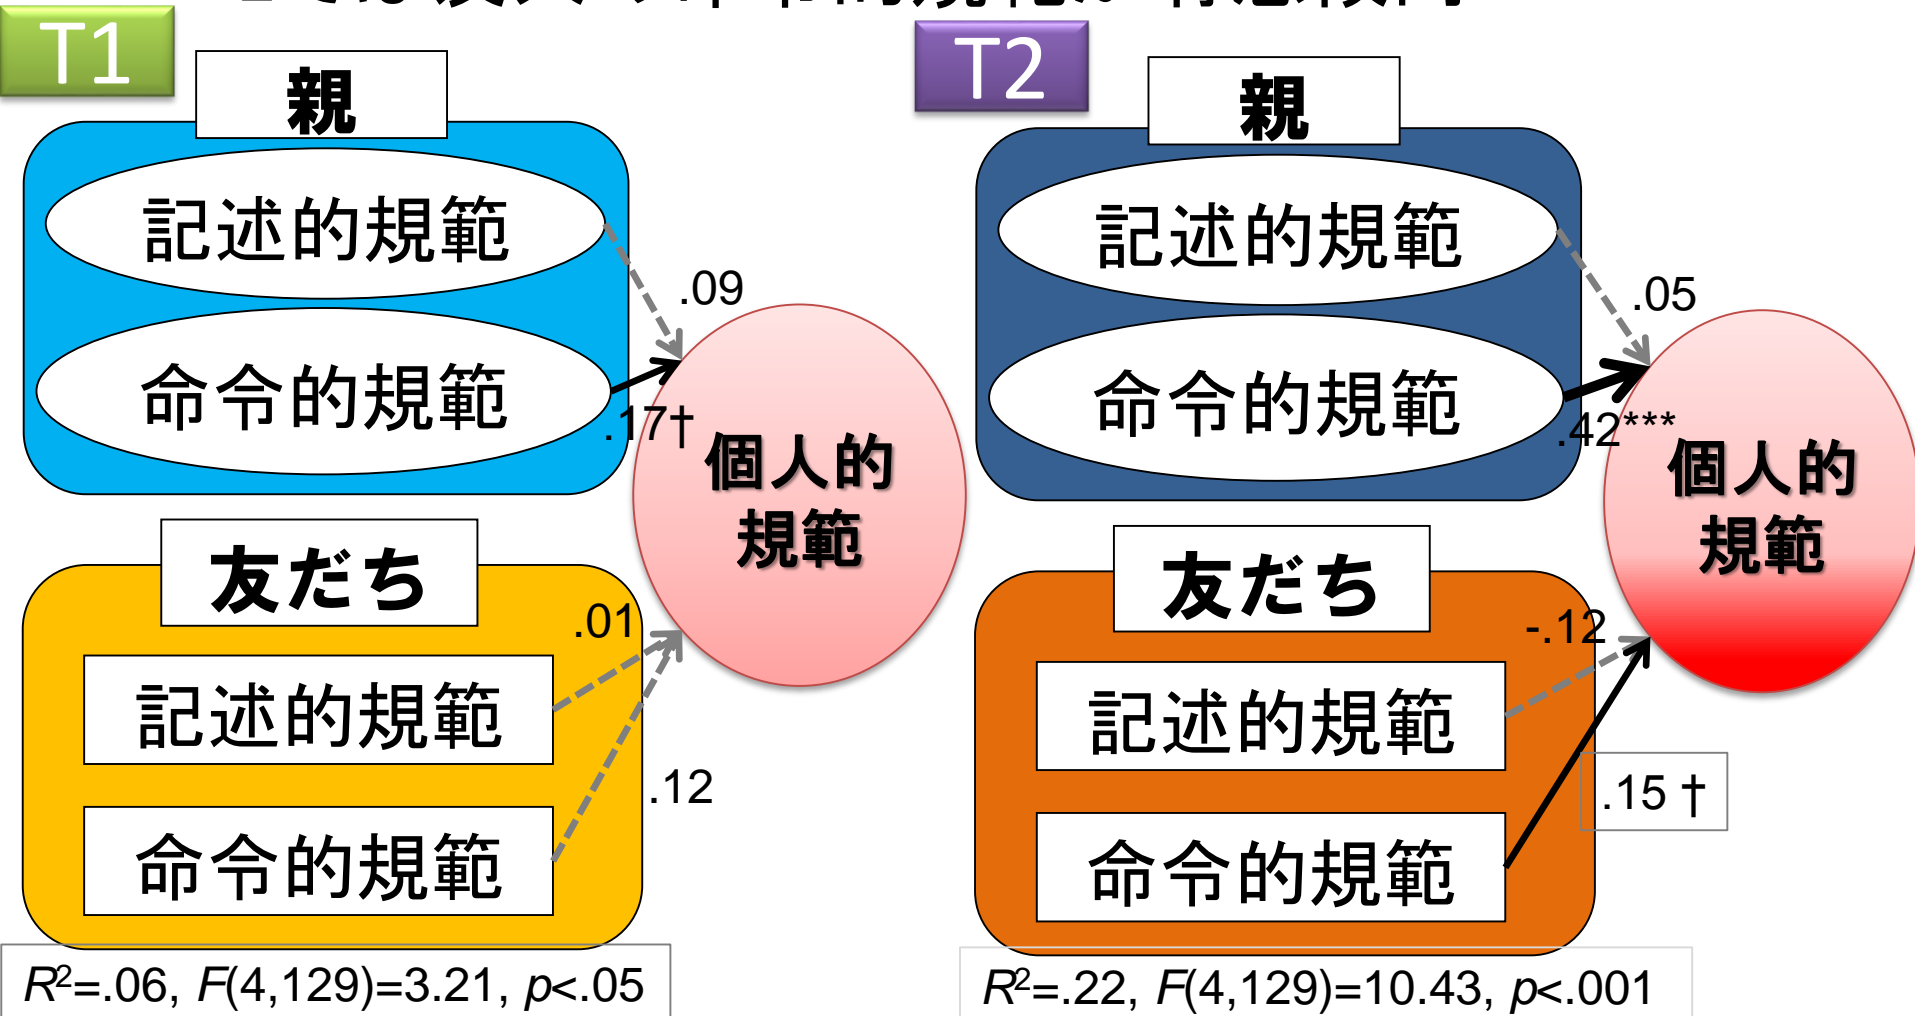 T1
親
記述的規範
.09
命令的規範
.17†
個人的
規範
友だち
.01
記述的規範
.12
命令的規範
R²=.06, F(4,129)=3.21, p<.05
T2
親
記述的規範
.05
命令的規範
.42***
個人的
規範
友だち
-.12
記述的規範
.15 †
命令的規範
R²=.22, F(4,129)=10.43, p<.001